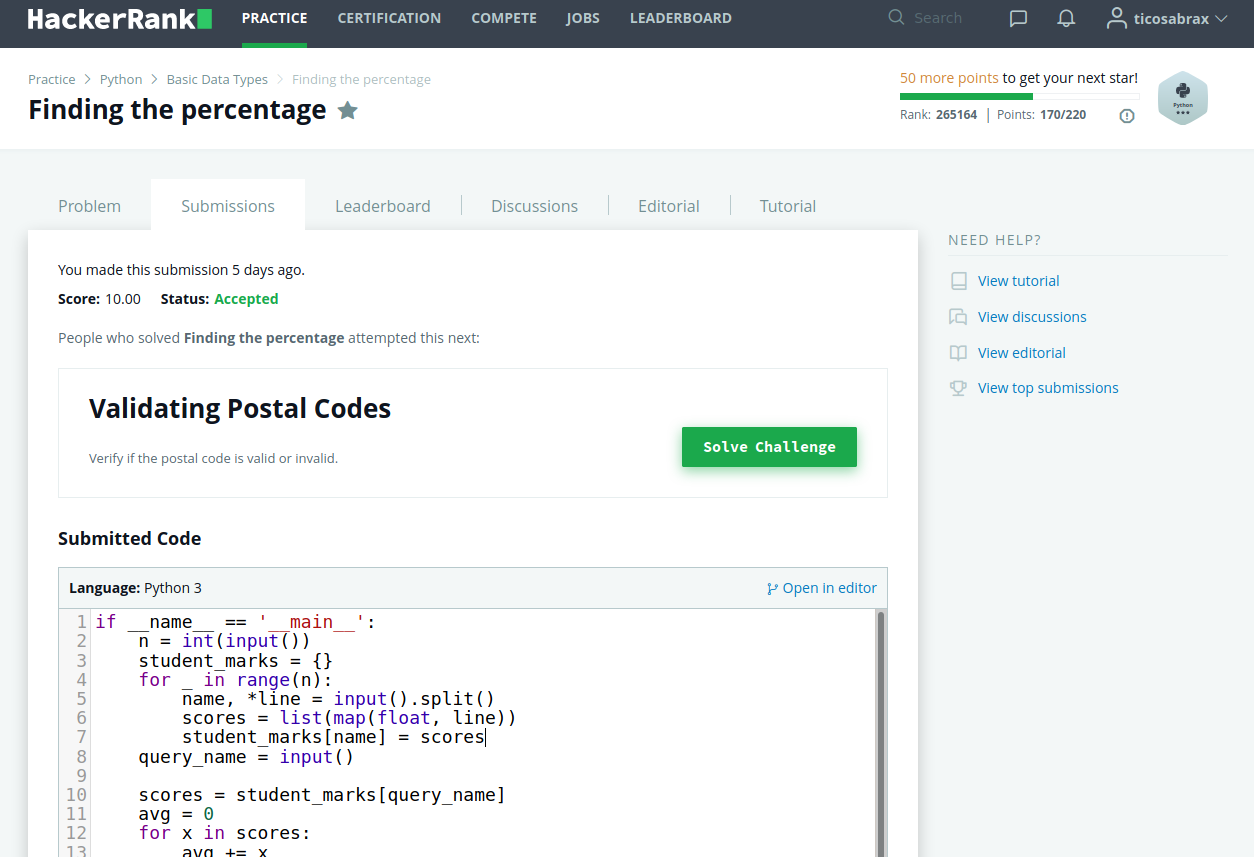 HackerRank PRACTICE CERTIFICATION COMPETE JOBS LEADERBOARD Search ticosabrax
Practice > Python > Basic Data Types > Finding the percentage
Finding the percentage
50 more points to get your next star!
Rank: 265164 | Points: 170/220
Python
Problem Submissions Leaderboard Discussions Editorial Tutorial
You made this submission 5 days ago.
Score: 10.00 Status: Accepted
People who solved Finding the percentage attempted this next:
Validating Postal Codes
Verify if the postal code is valid or invalid.
Solve Challenge
Submitted Code
Language: Python 3 Open in editor
1 if __name__ == '__main__':
2     n = int(input())
3     student_marks = {}
4     for _ in range(n):
5         name, *line = input().split()
6         scores = list(map(float, line))
7         student_marks[name] = scores
8     query_name = input()
9
10     scores = student_marks[query_name]
11     avg = 0
12     for x in scores:
13         avg += x
NEED HELP?
View tutorial
View discussions
View editorial
View top submissions